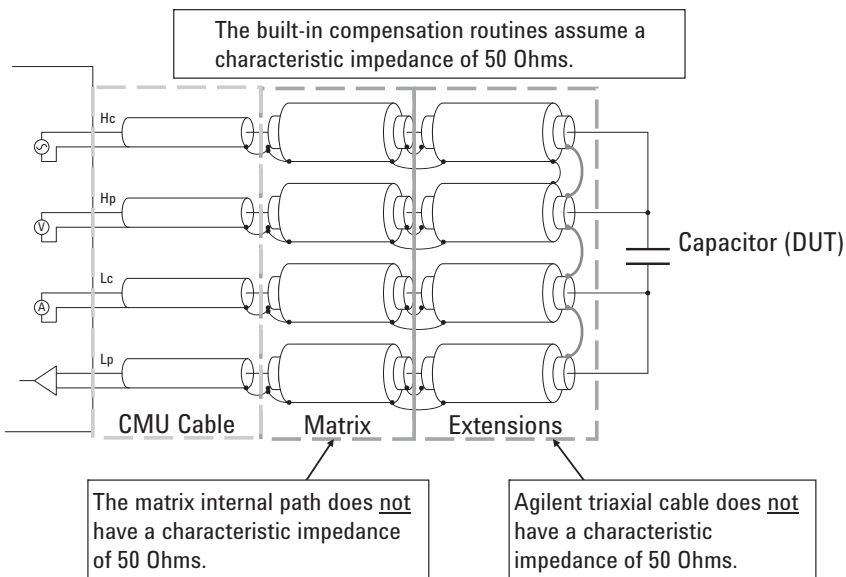 The built-in compensation routines assume a
characteristic impedance of 50 Ohms.
Hc
Hp
V
Lc
A
Lp
Capacitor (DUT)
CMU Cable
Matrix
Extensions
The matrix internal path does not
have a characteristic impedance
of 50 Ohms.
Agilent triaxial cable does not
have a characteristic
impedance of 50 Ohms.